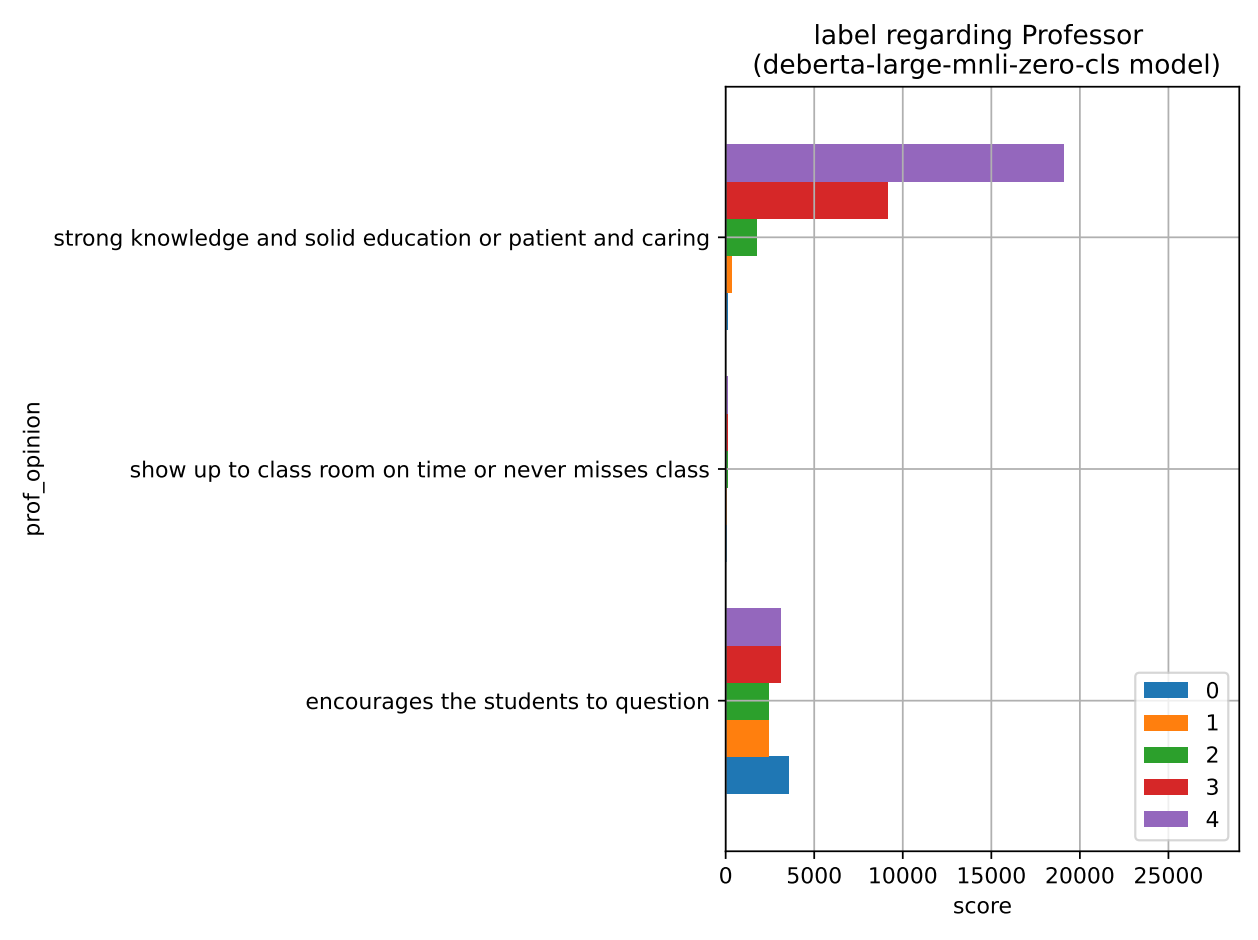 label regarding Professor
(deberta-large-mnli-zero-cls model)
strong knowledge and solid education or patient and caring
show up to class room on time or never misses class
encourages the students to question
prof_opinion
0
1
2
3
4
0 5000 10000 15000 20000 25000
score